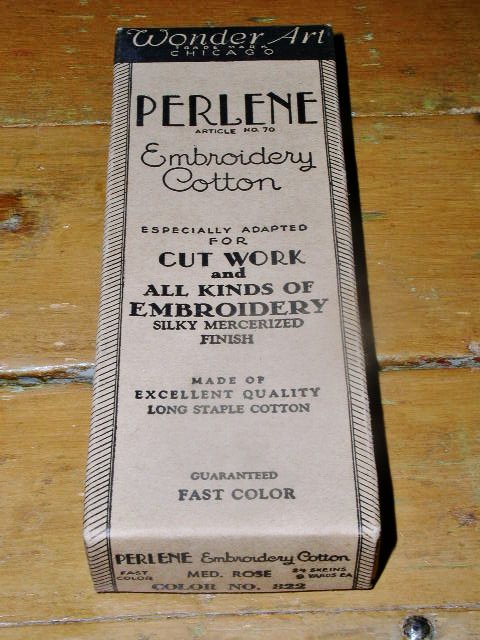 Wonder Art
TRADE MARK
CHICAGO
PERLENE
ARTICLE NO. 70
Embroidery
Cotton
ESPECIALLY ADAPTED
FOR
CUT WORK
and
ALL KINDS OF
EMBROIDERY
SILKY MERCERIZED
FINISH
MADE OF
EXCELLENT QUALITY
LONG STAPLE COTTON
GUARANTEED
FAST COLOR
PERLENE Embroidery Cotton
FAST COLOR
MED. ROSE
24 SKEINS
9 YARDS EA
COLOR NO. 822